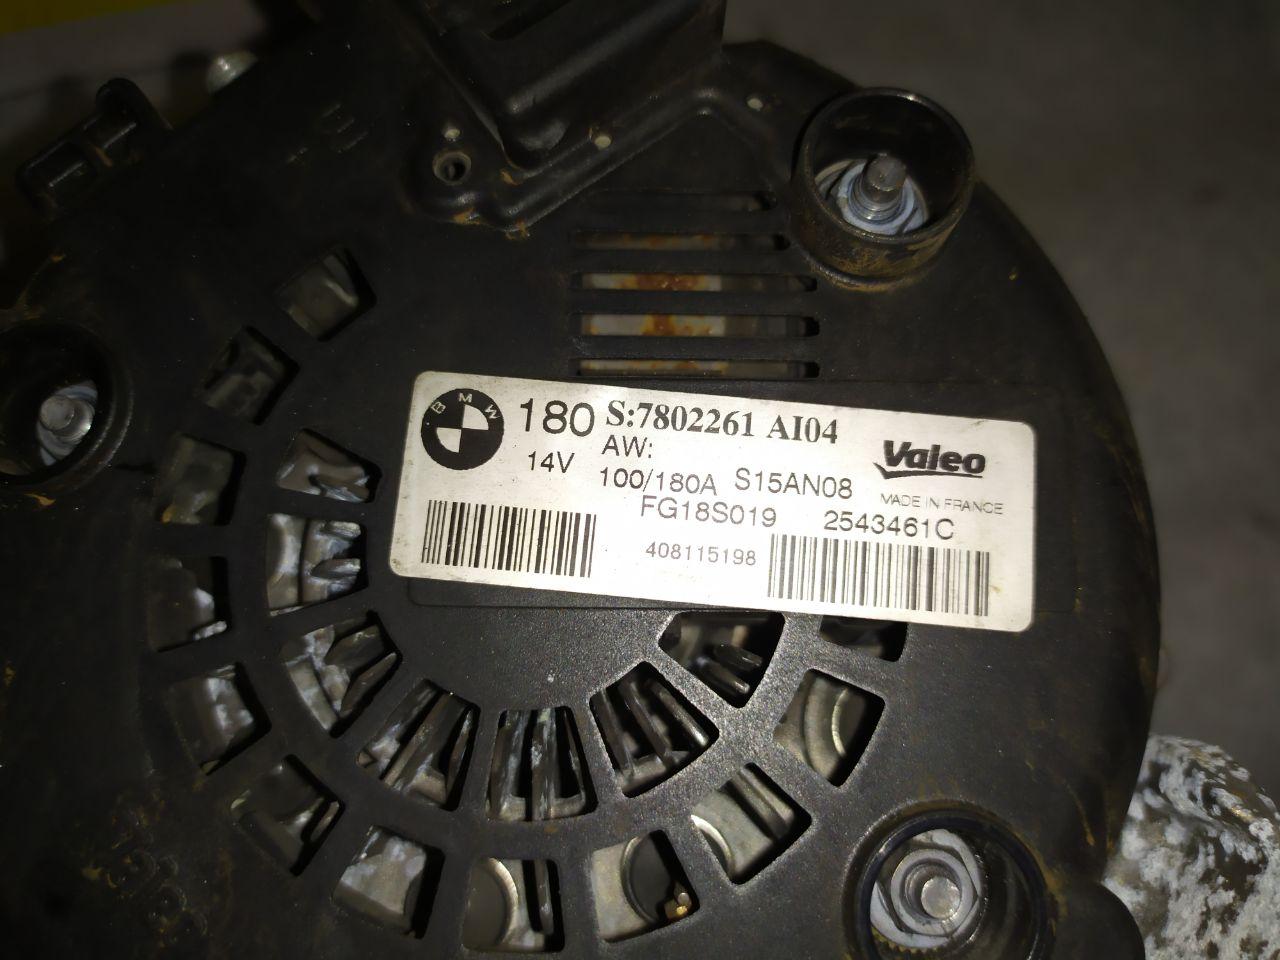 BMW
180 S:7802261 AI04
AW:
14V 100/180A S15AN08
Valeo
MADE IN FRANCE
FG18S019 2543461C
408115198